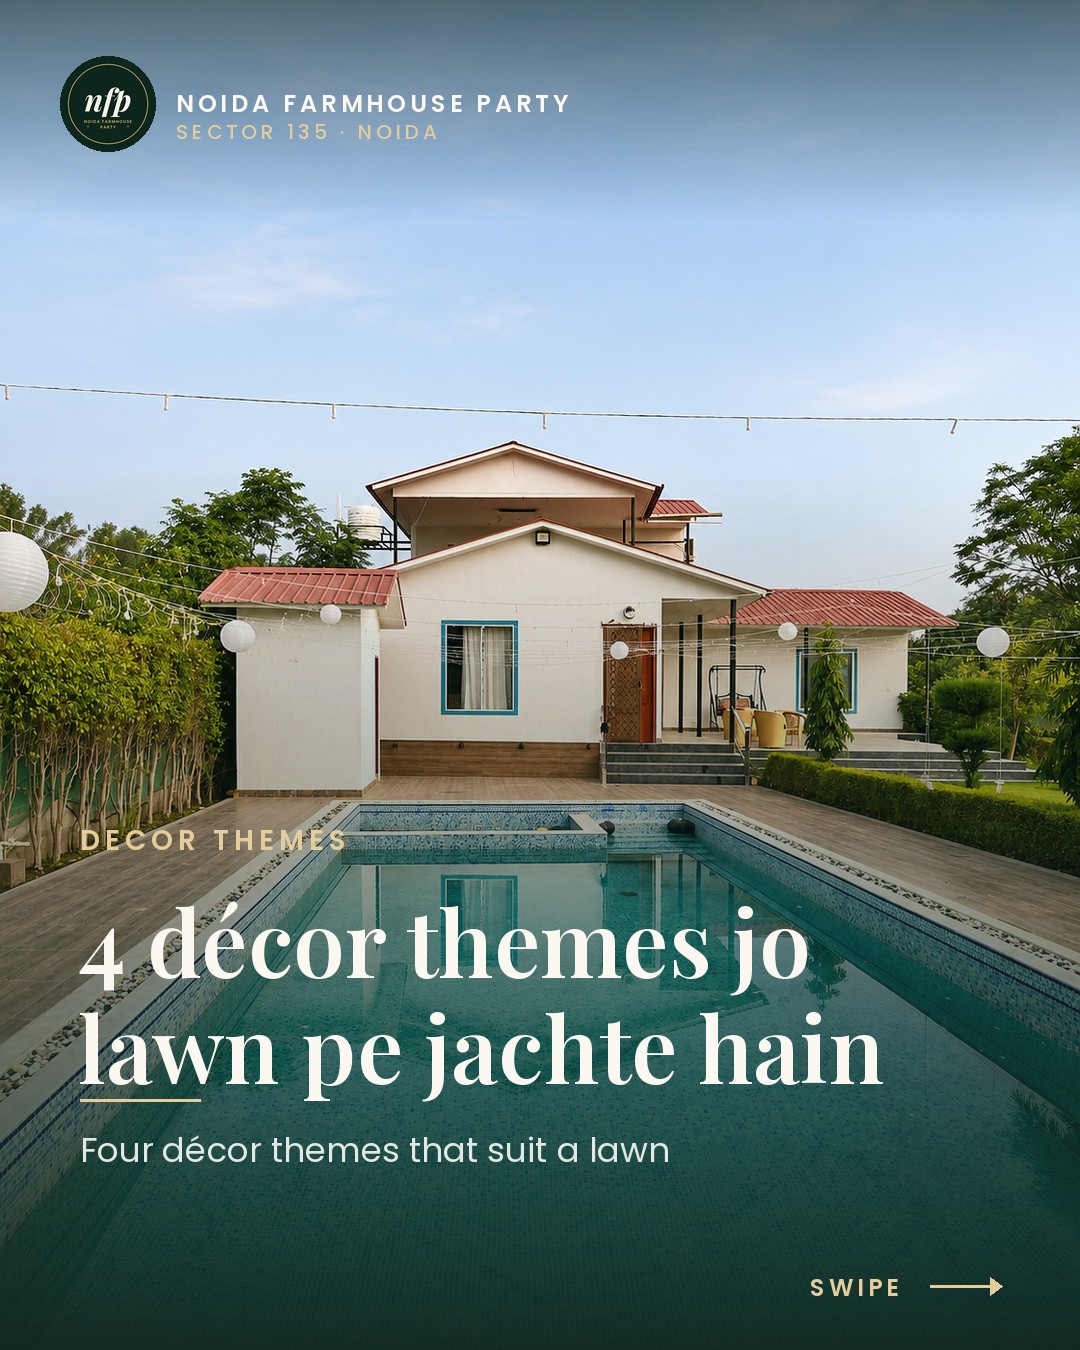 nfp
NOIDA FARMHOUSE
PARTY
NOIDA FARMHOUSE PARTY
SECTOR 135 · NOIDA
DECOR THEMES
4 décor themes jo
lawn pe jachte hain
Four décor themes that suit a lawn
SWIPE